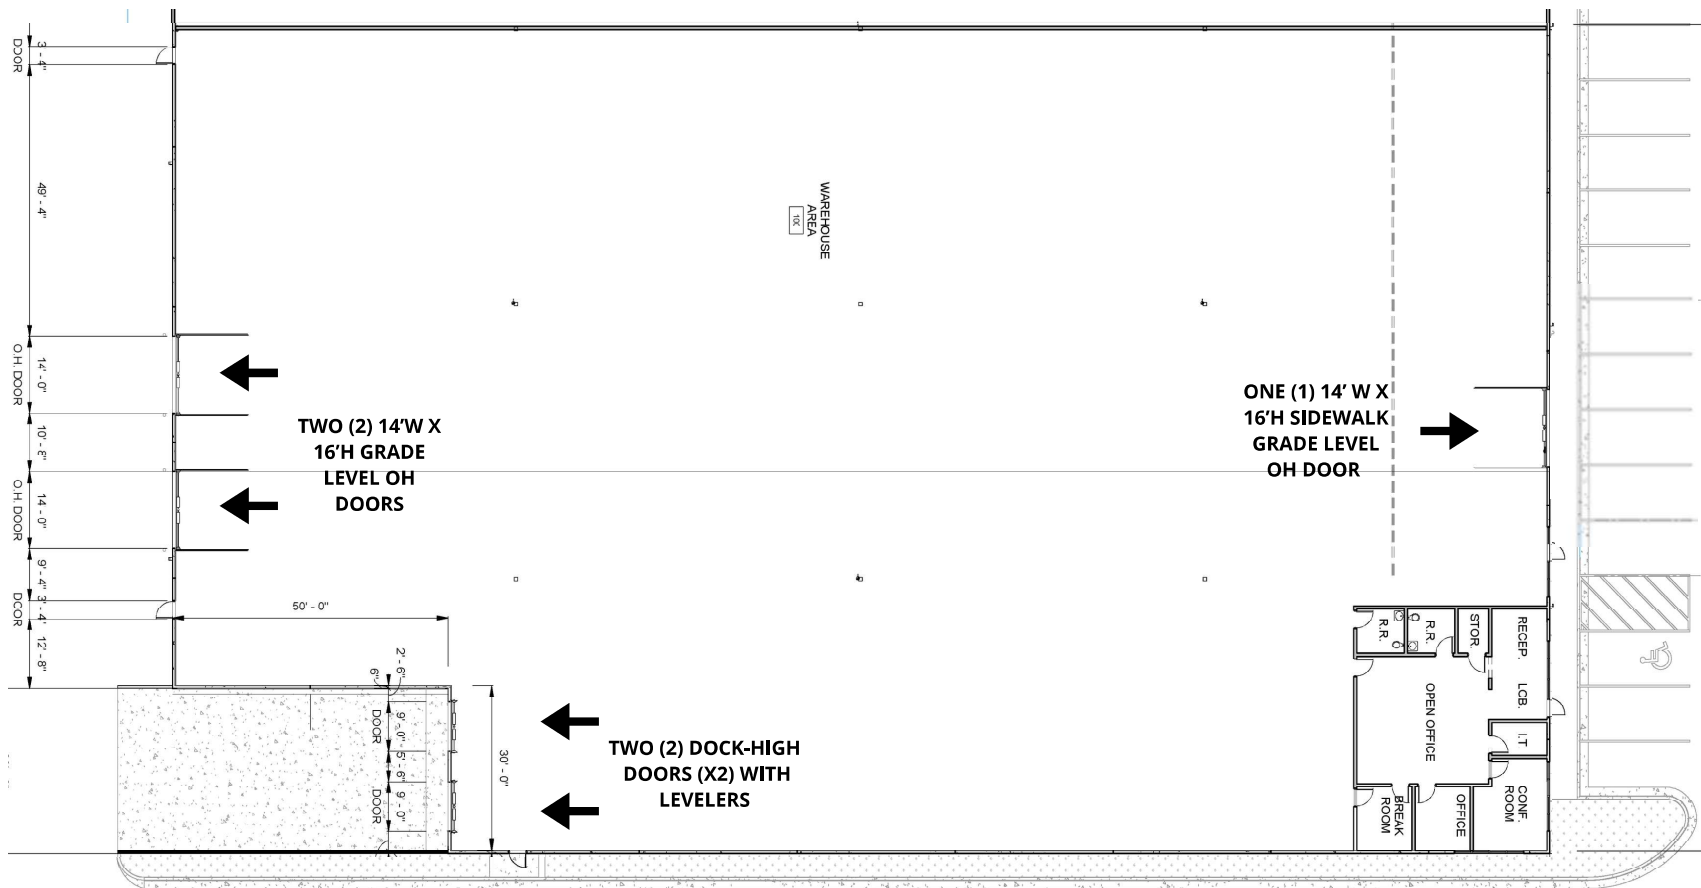 3' - 4"
DOOR
49' - 4"
14' - 0"
O.H. DOOR
10' - 8"
14' - 0"
O.H. DOOR
9' - 4"
3' - 4"
DOOR
12' - 8"
WAREHOUSE
AREA
TWO (2) 14'W X
16'H GRADE
LEVEL OH
DOORS
ONE (1) 14' W X
16'H SIDEWALK
GRADE LEVEL
OH DOOR
50' - 0"
2' - 6"
6"
9' - 0"
DOOR
5' - 6"
9' - 0"
DOOR
30' - 0"
TWO (2) DOCK-HIGH
DOORS (X2) WITH
LEVELERS
R.R.
R.R.
STOR.
RECEP.
LOB.
OPEN OFFICE
I.T
CONF.
ROOM
OFFICE
BREAK
ROOM